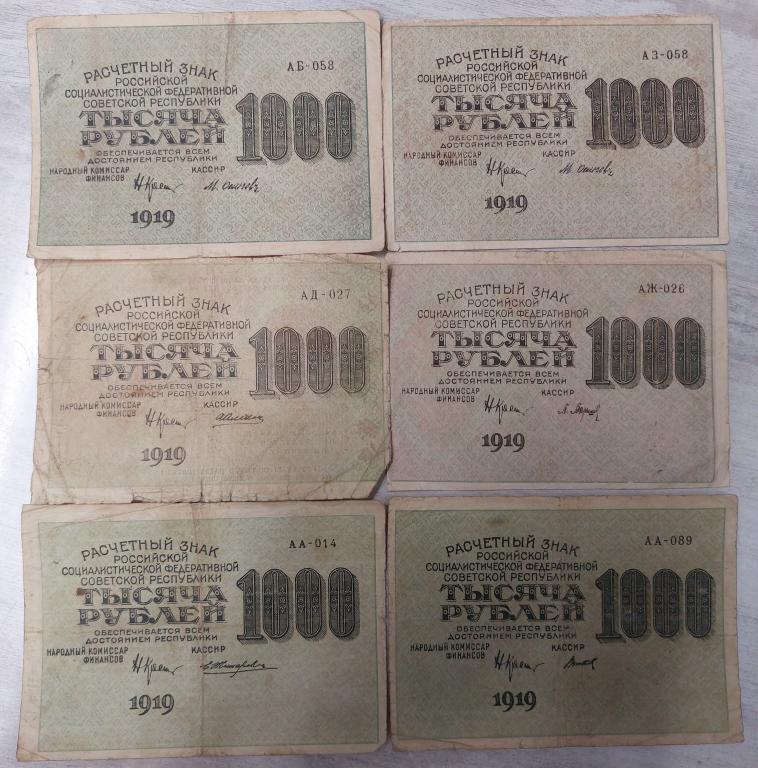 АБ-058
РАСЧЕТНЫЙ ЗНАК
РОССИЙСКОЙ
СОЦИАЛИСТИЧЕСКОЙ ФЕДЕРАТИВНОЙ
СОВЕТСКОЙ РЕСПУБЛИКИ
ТЫСЯЧА
РУБЛЕЙ
1000
ОБЕСПЕЧИВАЕТСЯ ВСЕМ
ДОСТОЯНИЕМ РЕСПУБЛИКИ
НАРОДНЫЙ КОМИССАР
ФИНАНСОВ
КАССИР
1919
АЗ-058
РАСЧЕТНЫЙ ЗНАК
РОССИЙСКОЙ
СОЦИАЛИСТИЧЕСКОЙ ФЕДЕРАТИВНОЙ
СОВЕТСКОЙ РЕСПУБЛИКИ
ТЫСЯЧА
РУБЛЕЙ
1000
ОБЕСПЕЧИВАЕТСЯ ВСЕМ
ДОСТОЯНИЕМ РЕСПУБЛИКИ
НАРОДНЫЙ КОМИССАР
ФИНАНСОВ
КАССИР
1919
АД-027
РАСЧЕТНЫЙ ЗНАК
РОССИЙСКОЙ
СОЦИАЛИСТИЧЕСКОЙ ФЕДЕРАТИВНОЙ
СОВЕТСКОЙ РЕСПУБЛИКИ
ТЫСЯЧА
РУБЛЕЙ
1000
ОБЕСПЕЧИВАЕТСЯ ВСЕМ
ДОСТОЯНИЕМ РЕСПУБЛИКИ
НАРОДНЫЙ КОМИССАР
ФИНАНСОВ
КАССИР
1919
АЖ-026
РАСЧЕТНЫЙ ЗНАК
РОССИЙСКОЙ
СОЦИАЛИСТИЧЕСКОЙ ФЕДЕРАТИВНОЙ
СОВЕТСКОЙ РЕСПУБЛИКИ
ТЫСЯЧА
РУБЛЕЙ
1000
ОБЕСПЕЧИВАЕТСЯ ВСЕМ
ДОСТОЯНИЕМ РЕСПУБЛИКИ
НАРОДНЫЙ КОМИССАР
ФИНАНСОВ
КАССИР
1919
АА-014
РАСЧЕТНЫЙ ЗНАК
РОССИЙСКОЙ
СОЦИАЛИСТИЧЕСКОЙ ФЕДЕРАТИВНОЙ
СОВЕТСКОЙ РЕСПУБЛИКИ
ТЫСЯЧА
РУБЛЕЙ
1000
ОБЕСПЕЧИВАЕТСЯ ВСЕМ
ДОСТОЯНИЕМ РЕСПУБЛИКИ
НАРОДНЫЙ КОМИССАР
ФИНАНСОВ
КАССИР
1919
АА-089
РАСЧЕТНЫЙ ЗНАК
РОССИЙСКОЙ
СОЦИАЛИСТИЧЕСКОЙ ФЕДЕРАТИВНОЙ
СОВЕТСКОЙ РЕСПУБЛИКИ
ТЫСЯЧА
РУБЛЕЙ
1000
ОБЕСПЕЧИВАЕТСЯ ВСЕМ
ДОСТОЯНИЕМ РЕСПУБЛИКИ
НАРОДНЫЙ КОМИССАР
ФИНАНСОВ
КАССИР
1919